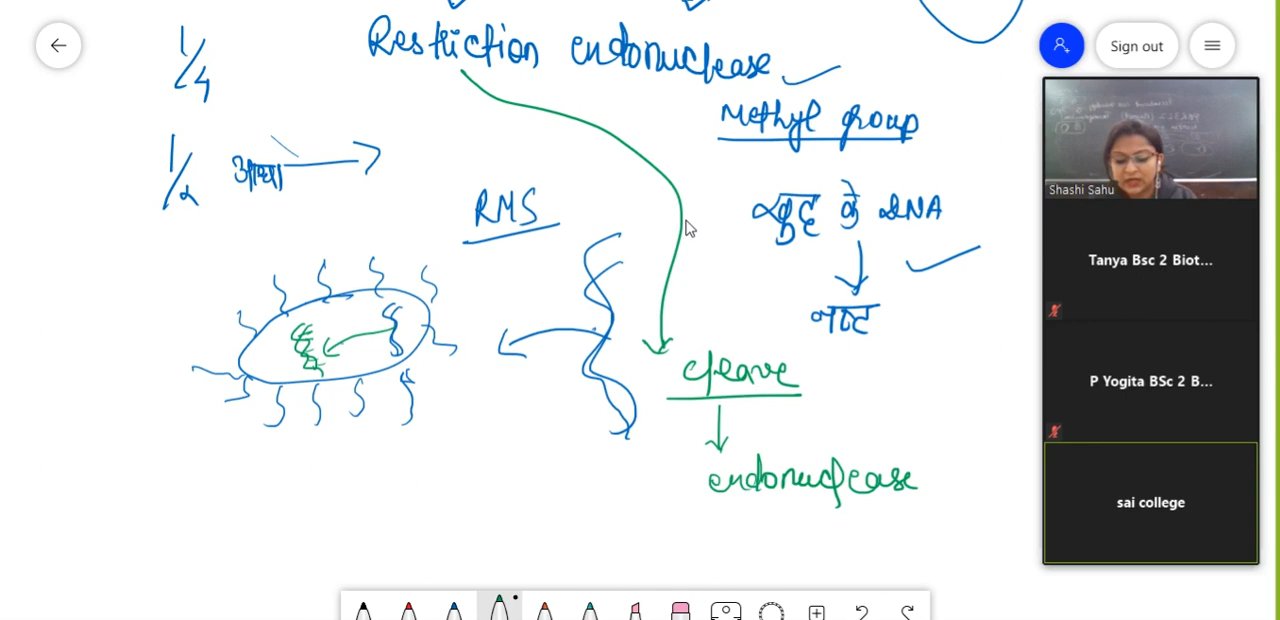 Sign out
1/4
Restriction endonuclease
Methyl group
1/2 आधा
RMS
खुद के DNA
नष्ट
cleave
endonuclease
Shashi Sahu
Tanya Bsc 2 Biot...
P Yogita BSc 2 B...
sai college